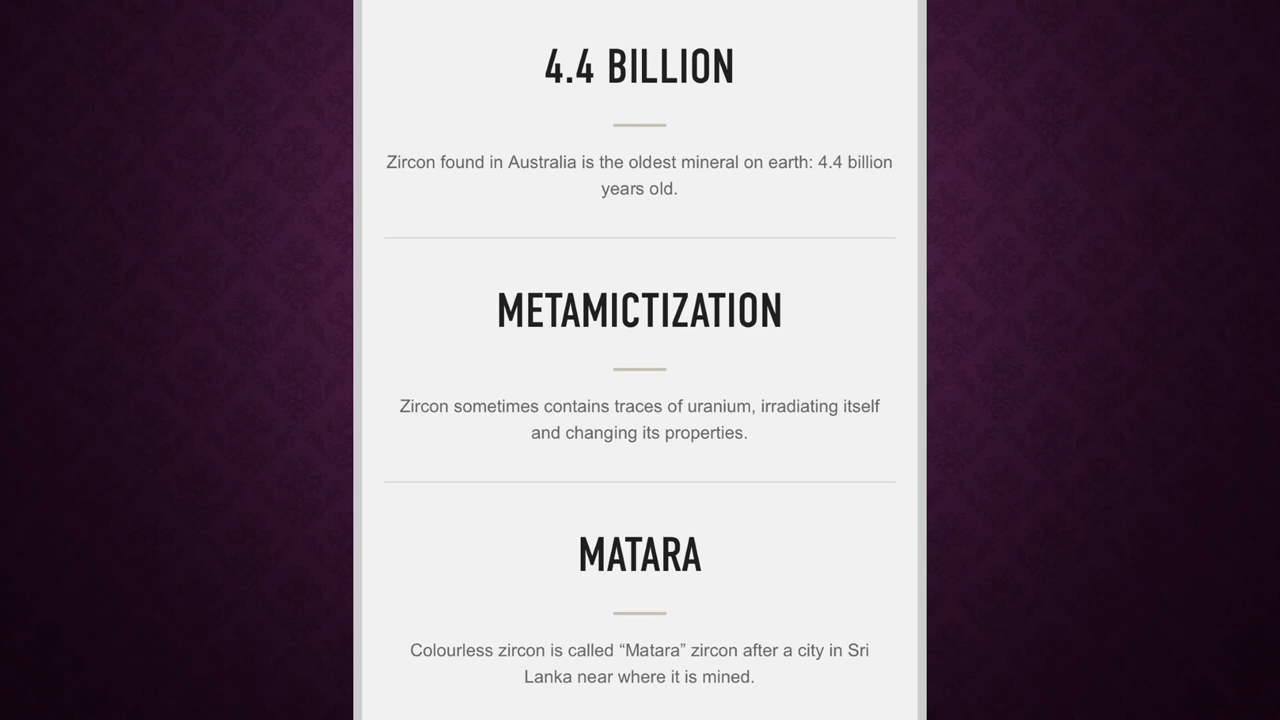 4.4 BILLION
Zircon found in Australia is the oldest mineral on earth: 4.4 billion
years old.
METAMICTIZATION
Zircon sometimes contains traces of uranium, irradiating itself
and changing its properties.
MATARA
Colourless zircon is called “Matara” zircon after a city in Sri
Lanka near where it is mined.